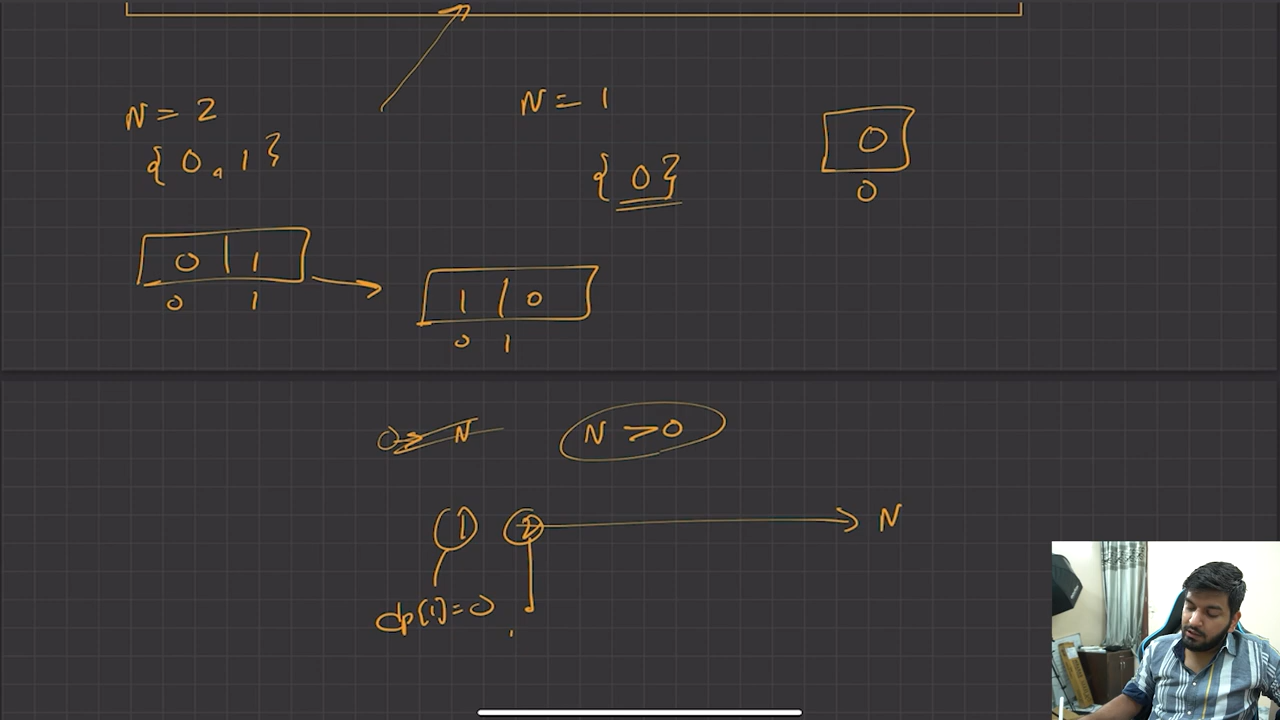 N = 2
{ 0, 1 }
0 | 1
0 1
1 | 0
0 1
N = 1
{ 0 }
0
0
N > 0
1 2 N
dp[1] = 0